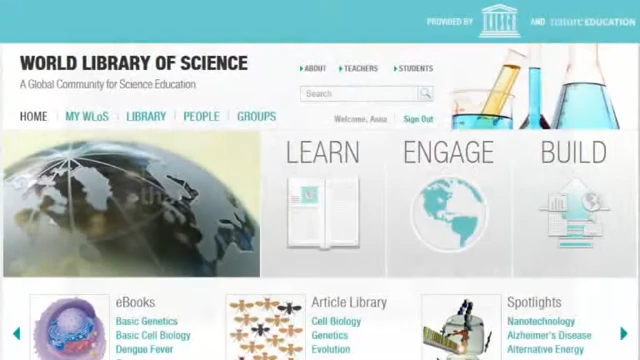 PROVIDED BY UNESCO AND nature EDUCATION
WORLD LIBRARY OF SCIENCE
A Global Community for Science Education
ABOUT TEACHERS STUDENTS
Search
HOME MY WLoS LIBRARY PEOPLE GROUPS
Welcome, Anna Sign Out
LEARN ENGAGE BUILD
eBooks
Basic Genetics
Basic Cell Biology
Dengue Fever
Article Library
Cell Biology
Genetics
Evolution
Spotlights
Nanotechnology
Alzheimer's Disease
Alternative Energy